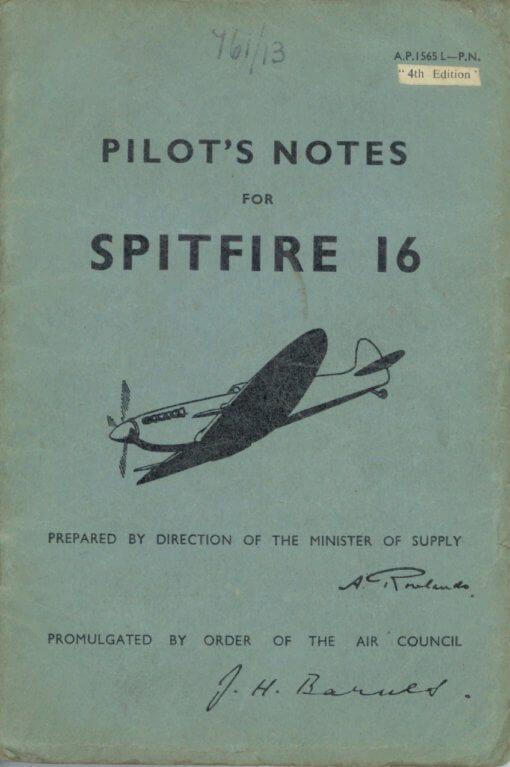 761/13
A.P.1565 L—P.N.
"4th Edition"
PILOT'S NOTES
FOR
SPITFIRE 16
PREPARED BY DIRECTION OF THE MINISTER OF SUPPLY
A. Rowlands.
PROMULGATED BY ORDER OF THE AIR COUNCIL
J. H. Barnes.